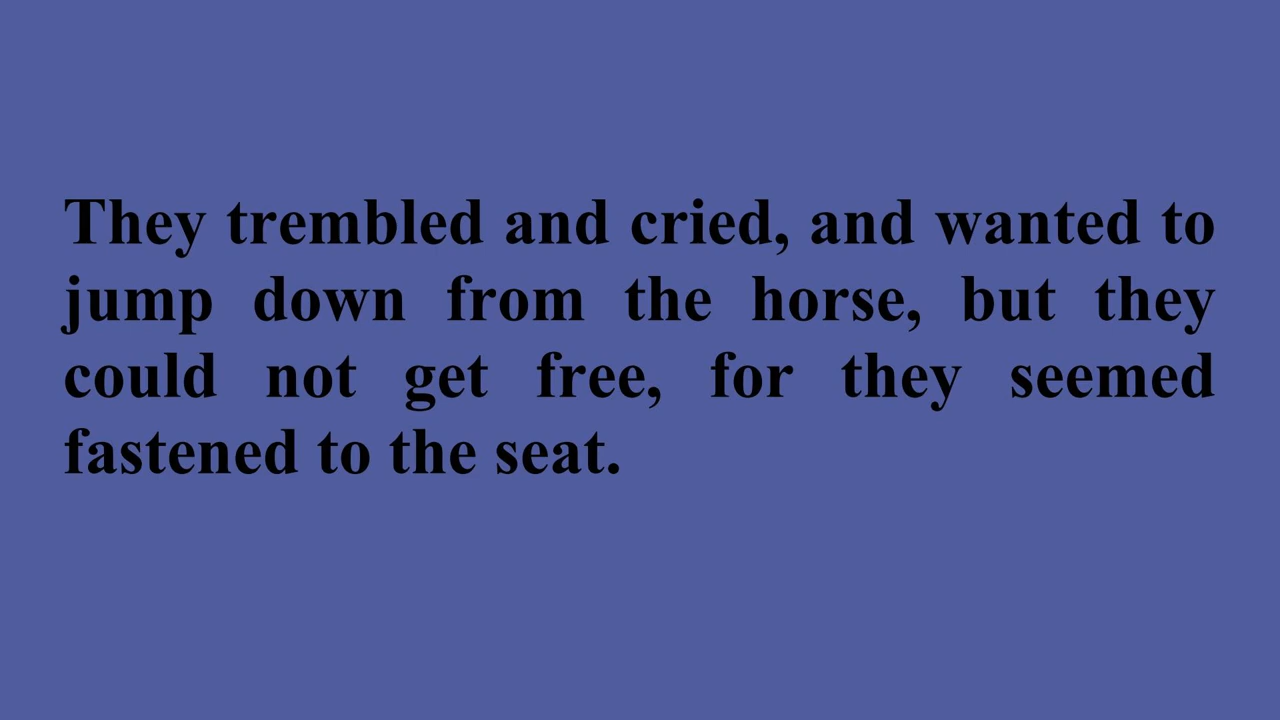 They trembled and cried, and wanted to
jump down from the horse, but they
could not get free, for they seemed
fastened to the seat.